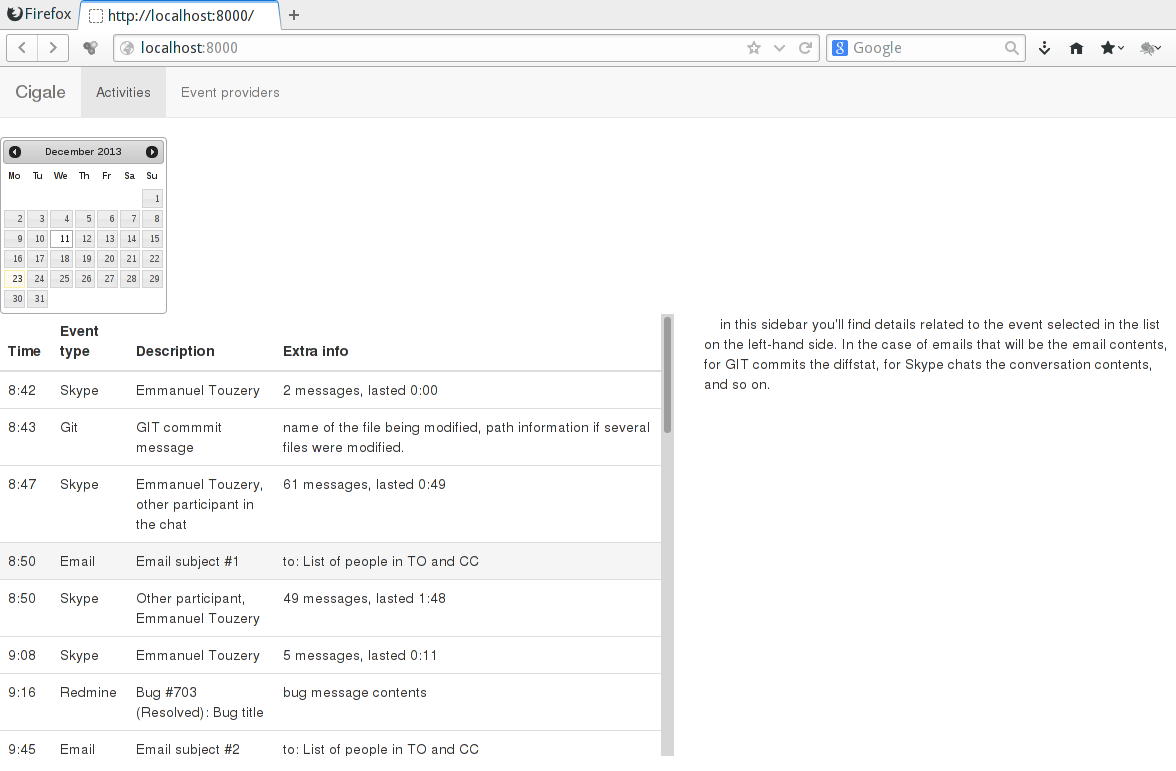 Firefox
http://localhost:8000/
localhost:8000
Google
Cigale Activities Event providers
December 2013
Mo Tu We Th Fr Sa Su
1
2 3 4 5 6 7 8
9 10 11 12 13 14 15
16 17 18 19 20 21 22
23 24 25 26 27 28 29
30 31
Time Event type Description Extra info
8:42 Skype Emmanuel Touzery 2 messages, lasted 0:00
8:43 Git GIT commmit message name of the file being modified, path information if several files were modified.
8:47 Skype Emmanuel Touzery, other participant in the chat 61 messages, lasted 0:49
8:50 Email Email subject #1 to: List of people in TO and CC
8:50 Skype Other participant, Emmanuel Touzery 49 messages, lasted 1:48
9:08 Skype Emmanuel Touzery 5 messages, lasted 0:11
9:16 Redmine Bug #703 (Resolved): Bug title bug message contents
9:45 Email Email subject #2 to: List of people in TO and CC
in this sidebar you'll find details related to the event selected in the list
on the left-hand side. In the case of emails that will be the email contents,
for GIT commits the diffstat, for Skype chats the conversation contents,
and so on.